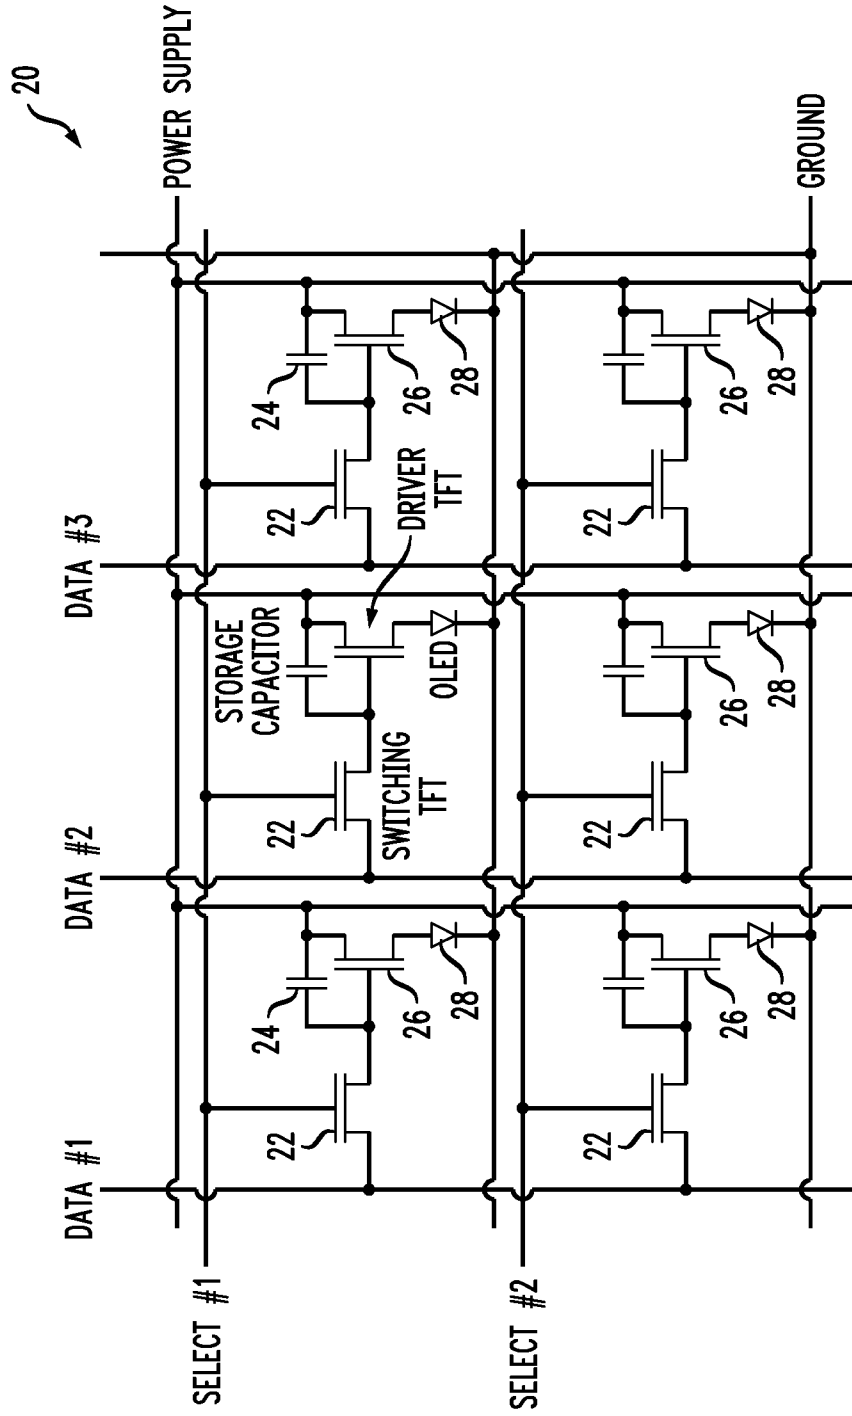 20
POWER SUPPLY
GROUND
DATA #3
24
22
26
28
22
26
28
DRIVER
TFT
DATA #2
STORAGE
CAPACITOR
22
OLED
SWITCHING
TFT
22
26
28
DATA #1
24
22
26
28
22
26
28
SELECT #1
SELECT #2